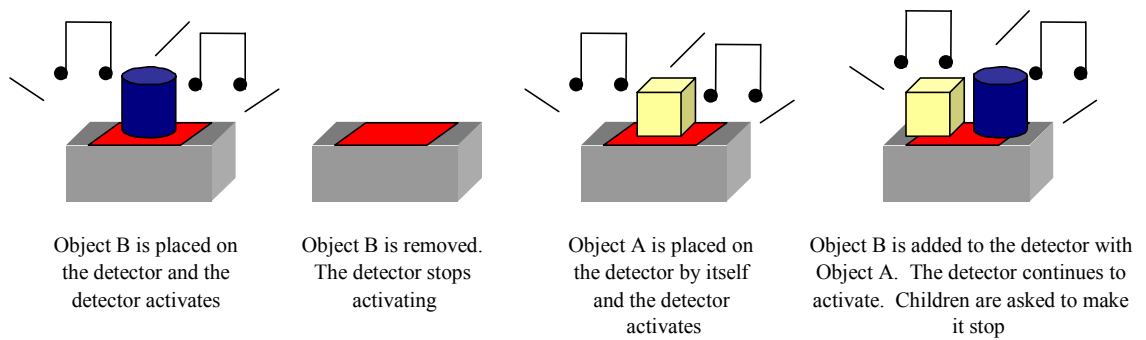 Object B is placed on
the detector and the
detector activates
Object B is removed.
The detector stops
activating
Object A is placed on
the detector by itself
and the detector
activates
Object B is added to the detector with
Object A. The detector continues to
activate. Children are asked to make
it stop